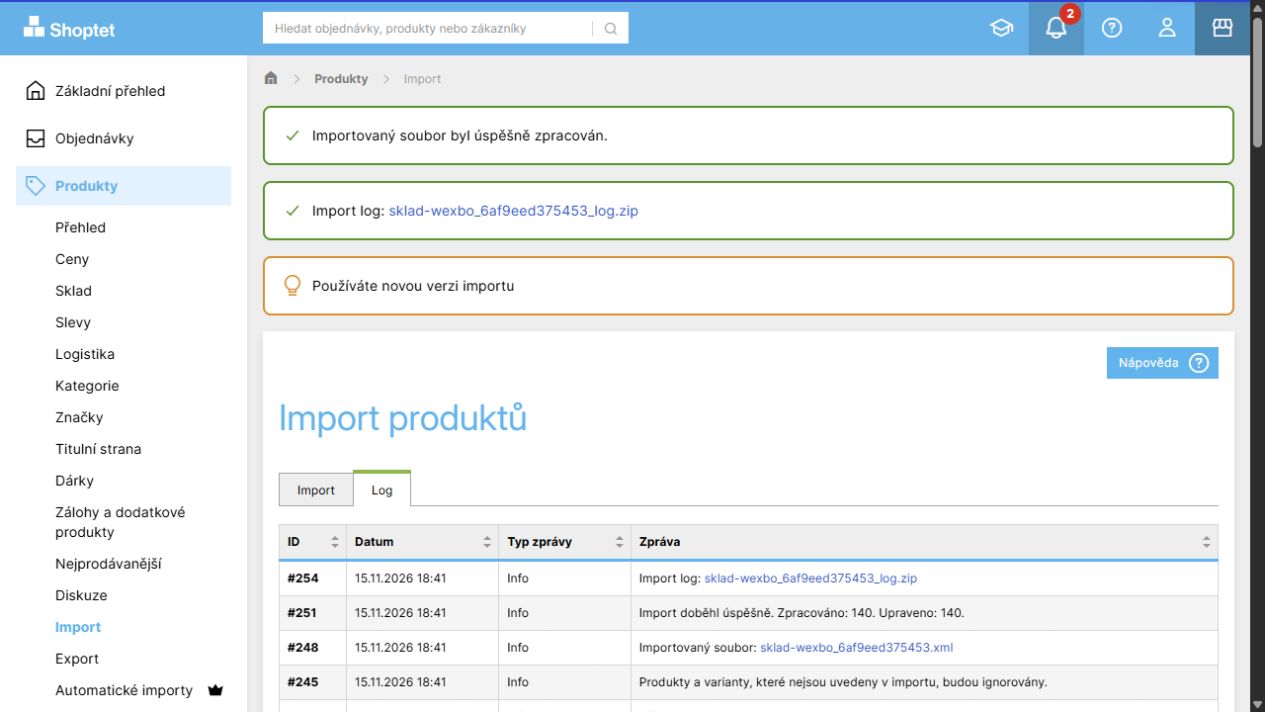 Shoptet
Hledat objednávky, produkty nebo zákazníky
2
Základní přehled
Objednávky
Produkty
Přehled
Ceny
Sklad
Slevy
Logistika
Kategorie
Značky
Titulní strana
Dárky
Zálohy a dodatkové
produkty
Nejprodávanější
Diskuze
Import
Export
Automatické importy
Produkty Import
Importovaný soubor byl úspěšně zpracován.
Import log: sklad-wexbo_6af9eed375453_log.zip
Používáte novou verzi importu
Nápověda ?
Import produktů
Import Log
ID Datum Typ zprávy Zpráva
#254 15.11.2026 18:41 Info Import log: sklad-wexbo_6af9eed375453_log.zip
#251 15.11.2026 18:41 Info Import doběhl úspěšně. Zpracováno: 140. Upraveno: 140.
#248 15.11.2026 18:41 Info Importovaný soubor: sklad-wexbo_6af9eed375453.xml
#245 15.11.2026 18:41 Info Produkty a varianty, které nejsou uvedeny v importu, budou ignorovány.